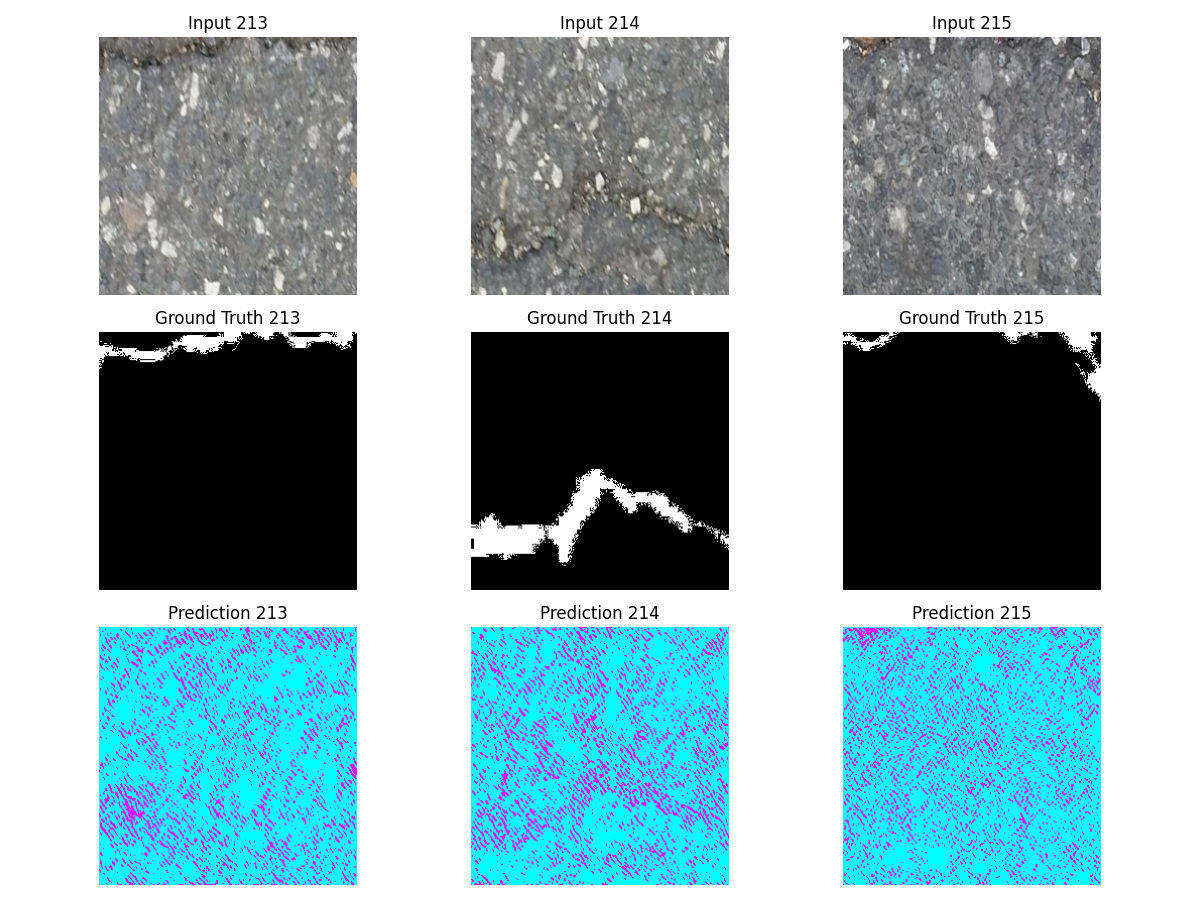 Input 213
Input 214
Input 215
Ground Truth 213
Ground Truth 214
Ground Truth 215
Prediction 213
Prediction 214
Prediction 215